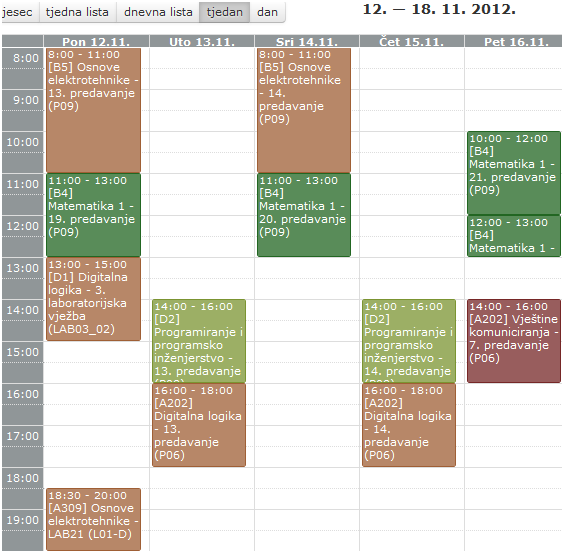 jesec tjedna lista dnevna lista tjedan dan
12. — 18. 11. 2012.
Pon 12.11. Uto 13.11. Sri 14.11. Čet 15.11. Pet 16.11.
8:00
9:00
10:00
11:00
12:00
13:00
14:00
15:00
16:00
17:00
18:00
19:00
8:00 - 11:00
[B5] Osnove
elektrotehnike -
13. predavanje
(P09)
11:00 - 13:00
[B4]
Matematika 1 -
19. predavanje
(P09)
13:00 - 15:00
[D1] Digitalna
logika - 3.
laboratorijska
vježba
(LAB03_02)
18:30 - 20:00
[A309] Osnove
elektrotehnike -
LAB21 (L01-D)
14:00 - 16:00
[D2]
Programiranje i
programsko
inženjerstvo -
13. predavanje
(P09)
16:00 - 18:00
[A202]
Digitalna logika
- 13.
predavanje
(P06)
8:00 - 11:00
[B5] Osnove
elektrotehnike
- 14.
predavanje
(P09)
11:00 - 13:00
[B4]
Matematika 1 -
20. predavanje
(P09)
14:00 - 16:00
[D2]
Programiranje i
programsko
inženjerstvo -
14. predavanje
(P09)
16:00 - 18:00
[A202]
Digitalna logika
- 14.
predavanje
(P06)
10:00 - 12:00
[B4]
Matematika 1 -
21. predavanje
(P09)
12:00 - 13:00
[B4]
Matematika 1 -
14:00 - 16:00
[A202] Vještine
komuniciranja -
7. predavanje
(P06)